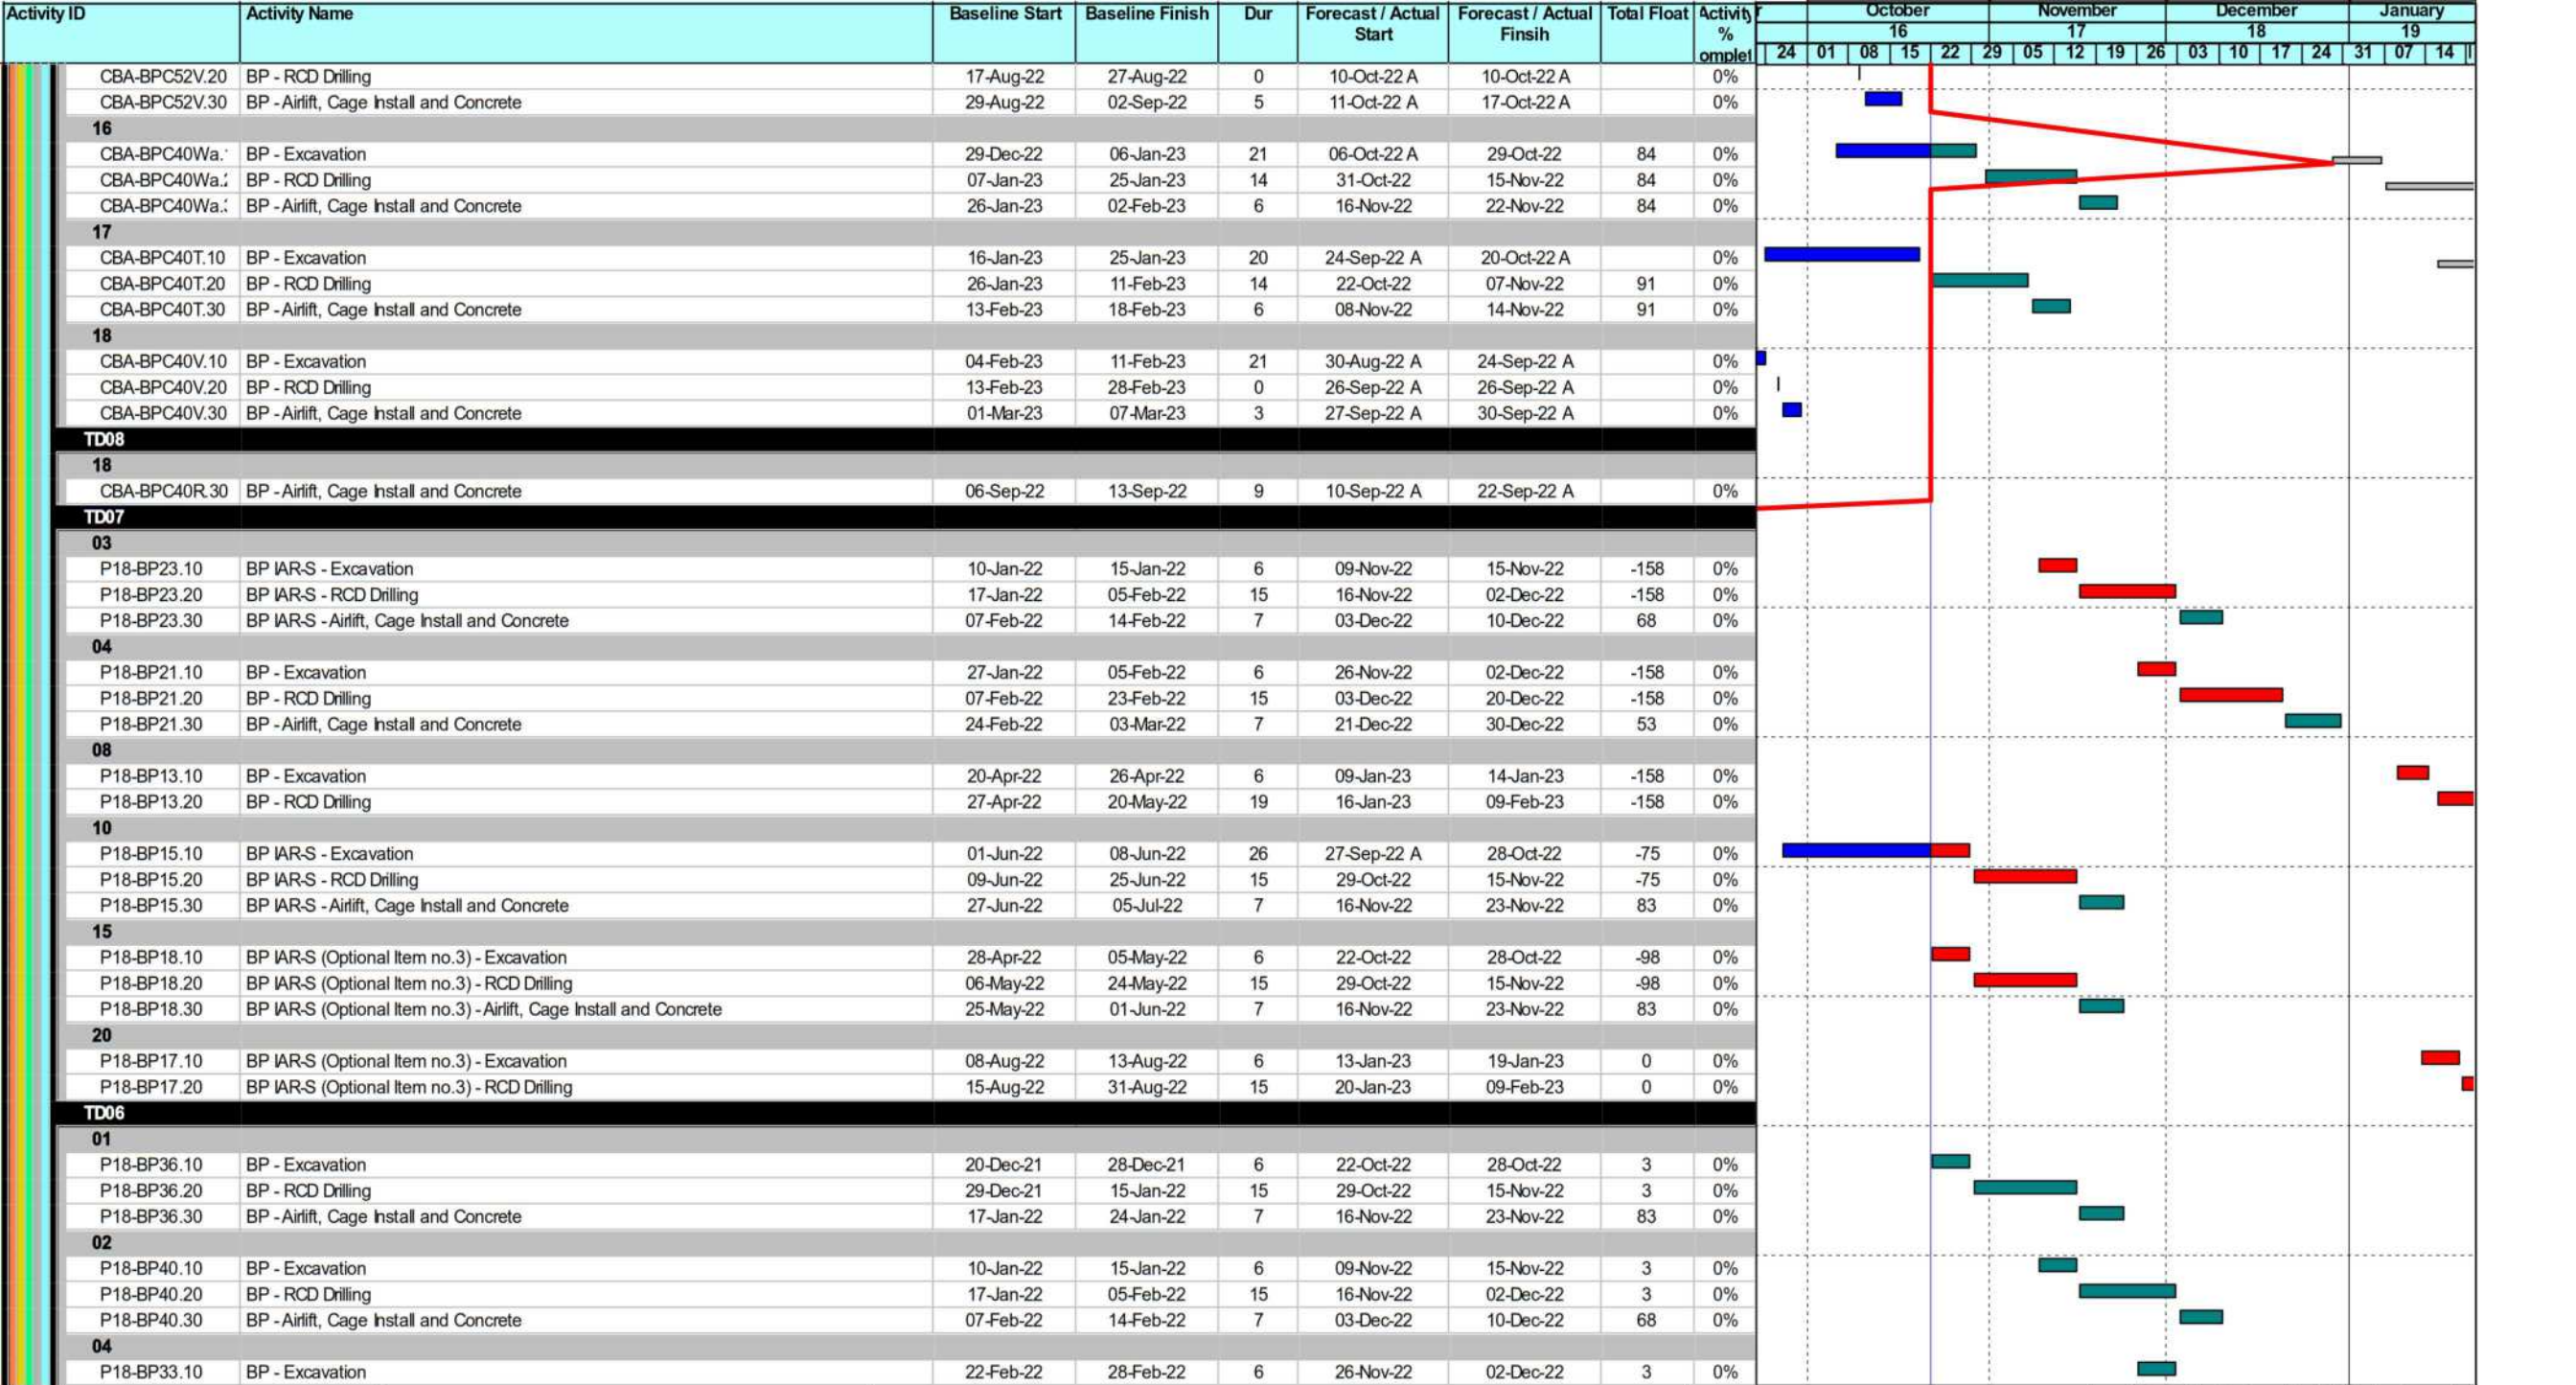 Activity ID Activity Name Baseline Start Baseline Finish Dur Forecast / Actual Start Forecast / Actual Finsih Total Float Activity % omplet r October November December January
16 17 18 19
24 01 08 15 22 29 05 12 19 26 03 10 17 24 31 07 14
CBA-BPC52V.20 BP - RCD Drilling 17-Aug-22 27-Aug-22 0 10-Oct-22 A 10-Oct-22 A 0%
CBA-BPC52V.30 BP - Airlift, Cage Install and Concrete 29-Aug-22 02-Sep-22 5 11-Oct-22 A 17-Oct-22 A 0%
16
CBA-BPC40Wa. BP - Excavation 29-Dec-22 06-Jan-23 21 06-Oct-22 A 29-Oct-22 84 0%
CBA-BPC40Wa. BP - RCD Drilling 07-Jan-23 25-Jan-23 14 31-Oct-22 15-Nov-22 84 0%
CBA-BPC40Wa. BP - Airlift, Cage Install and Concrete 26-Jan-23 02-Feb-23 6 16-Nov-22 22-Nov-22 84 0%
17
CBA-BPC40T.10 BP - Excavation 16-Jan-23 25-Jan-23 20 24-Sep-22 A 20-Oct-22 A 0%
CBA-BPC40T.20 BP - RCD Drilling 26-Jan-23 11-Feb-23 14 22-Oct-22 07-Nov-22 91 0%
CBA-BPC40T.30 BP - Airlift, Cage Install and Concrete 13-Feb-23 18-Feb-23 6 08-Nov-22 14-Nov-22 91 0%
18
CBA-BPC40V.10 BP - Excavation 04-Feb-23 11-Feb-23 21 30-Aug-22 A 24-Sep-22 A 0%
CBA-BPC40V.20 BP - RCD Drilling 13-Feb-23 28-Feb-23 0 26-Sep-22 A 26-Sep-22 A 0%
CBA-BPC40V.30 BP - Airlift, Cage Install and Concrete 01-Mar-23 07-Mar-23 3 27-Sep-22 A 30-Sep-22 A 0%
TD08
18
CBA-BPC40R.30 BP - Airlift, Cage Install and Concrete 06-Sep-22 13-Sep-22 9 10-Sep-22 A 22-Sep-22 A 0%
TD07
03
P18-BP23.10 BP IAR-S - Excavation 10-Jan-22 15-Jan-22 6 09-Nov-22 15-Nov-22 -158 0%
P18-BP23.20 BP IAR-S - RCD Drilling 17-Jan-22 05-Feb-22 15 16-Nov-22 02-Dec-22 -158 0%
P18-BP23.30 BP IAR-S - Airlift, Cage Install and Concrete 07-Feb-22 14-Feb-22 7 03-Dec-22 10-Dec-22 68 0%
04
P18-BP21.10 BP - Excavation 27-Jan-22 05-Feb-22 6 26-Nov-22 02-Dec-22 -158 0%
P18-BP21.20 BP - RCD Drilling 07-Feb-22 23-Feb-22 15 03-Dec-22 20-Dec-22 -158 0%
P18-BP21.30 BP - Airlift, Cage Install and Concrete 24-Feb-22 03-Mar-22 7 21-Dec-22 30-Dec-22 53 0%
08
P18-BP13.10 BP - Excavation 20-Apr-22 26-Apr-22 6 09-Jan-23 14-Jan-23 -158 0%
P18-BP13.20 BP - RCD Drilling 27-Apr-22 20-May-22 19 16-Jan-23 09-Feb-23 -158 0%
10
P18-BP15.10 BP IAR-S - Excavation 01-Jun-22 08-Jun-22 26 27-Sep-22 A 28-Oct-22 -75 0%
P18-BP15.20 BP IAR-S - RCD Drilling 09-Jun-22 25-Jun-22 15 29-Oct-22 15-Nov-22 -75 0%
P18-BP15.30 BP IAR-S - Airlift, Cage Install and Concrete 27-Jun-22 05-Jul-22 7 16-Nov-22 23-Nov-22 83 0%
15
P18-BP18.10 BP IAR-S (Optional Item no.3) - Excavation 28-Apr-22 05-May-22 6 22-Oct-22 28-Oct-22 -98 0%
P18-BP18.20 BP IAR-S (Optional Item no.3) - RCD Drilling 06-May-22 24-May-22 15 29-Oct-22 15-Nov-22 -98 0%
P18-BP18.30 BP IAR-S (Optional Item no.3) - Airlift, Cage Install and Concrete 25-May-22 01-Jun-22 7 16-Nov-22 23-Nov-22 83 0%
20
P18-BP17.10 BP IAR-S (Optional Item no.3) - Excavation 08-Aug-22 13-Aug-22 6 13-Jan-23 19-Jan-23 0 0%
P18-BP17.20 BP IAR-S (Optional Item no.3) - RCD Drilling 15-Aug-22 31-Aug-22 15 20-Jan-23 09-Feb-23 0 0%
TD06
01
P18-BP36.10 BP - Excavation 20-Dec-21 28-Dec-21 6 22-Oct-22 28-Oct-22 3 0%
P18-BP36.20 BP - RCD Drilling 29-Dec-21 15-Jan-22 15 29-Oct-22 15-Nov-22 3 0%
P18-BP36.30 BP - Airlift, Cage Install and Concrete 17-Jan-22 24-Jan-22 7 16-Nov-22 23-Nov-22 83 0%
02
P18-BP40.10 BP - Excavation 10-Jan-22 15-Jan-22 6 09-Nov-22 15-Nov-22 3 0%
P18-BP40.20 BP - RCD Drilling 17-Jan-22 05-Feb-22 15 16-Nov-22 02-Dec-22 3 0%
P18-BP40.30 BP - Airlift, Cage Install and Concrete 07-Feb-22 14-Feb-22 7 03-Dec-22 10-Dec-22 68 0%
04
P18-BP33.10 BP - Excavation 22-Feb-22 28-Feb-22 6 26-Nov-22 02-Dec-22 3 0%